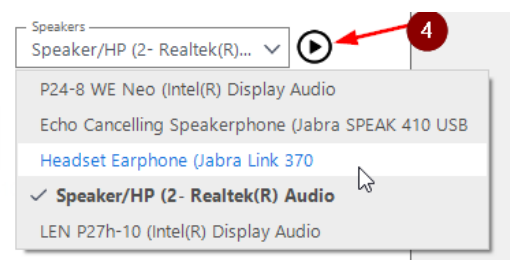 Speakers
Speaker/HP (2- Realtek(R)...
4
P24-8 WE Neo (Intel(R) Display Audio
Echo Cancelling Speakerphone (Jabra SPEAK 410 USB
Headset Earphone (Jabra Link 370
Speaker/HP (2- Realtek(R) Audio
LEN P27h-10 (Intel(R) Display Audio